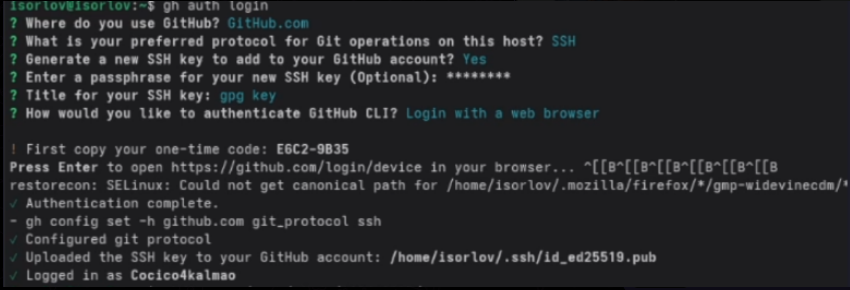 isorlov@isorlov:~$ gh auth login
? Where do you use GitHub? GitHub.com
? What is your preferred protocol for Git operations on this host? SSH
? Generate a new SSH key to add to your GitHub account? Yes
? Enter a passphrase for your new SSH key (Optional): ********
? Title for your SSH key: gpg key
? How would you like to authenticate GitHub CLI? Login with a web browser
! First copy your one-time code: E6C2-9B35
Press Enter to open https://github.com/login/device in your browser... ^[[B^[[B^[[B^[[B^[[B^[[B
restorecon: SELinux: Could not get canonical path for /home/isorlov/.mozilla/firefox/*/gmp-widevinecdm/*
✓ Authentication complete.
- gh config set -h github.com git_protocol ssh
✓ Configured git protocol
✓ Uploaded the SSH key to your GitHub account: /home/isorlov/.ssh/id_ed25519.pub
✓ Logged in as Cocico4kalmao